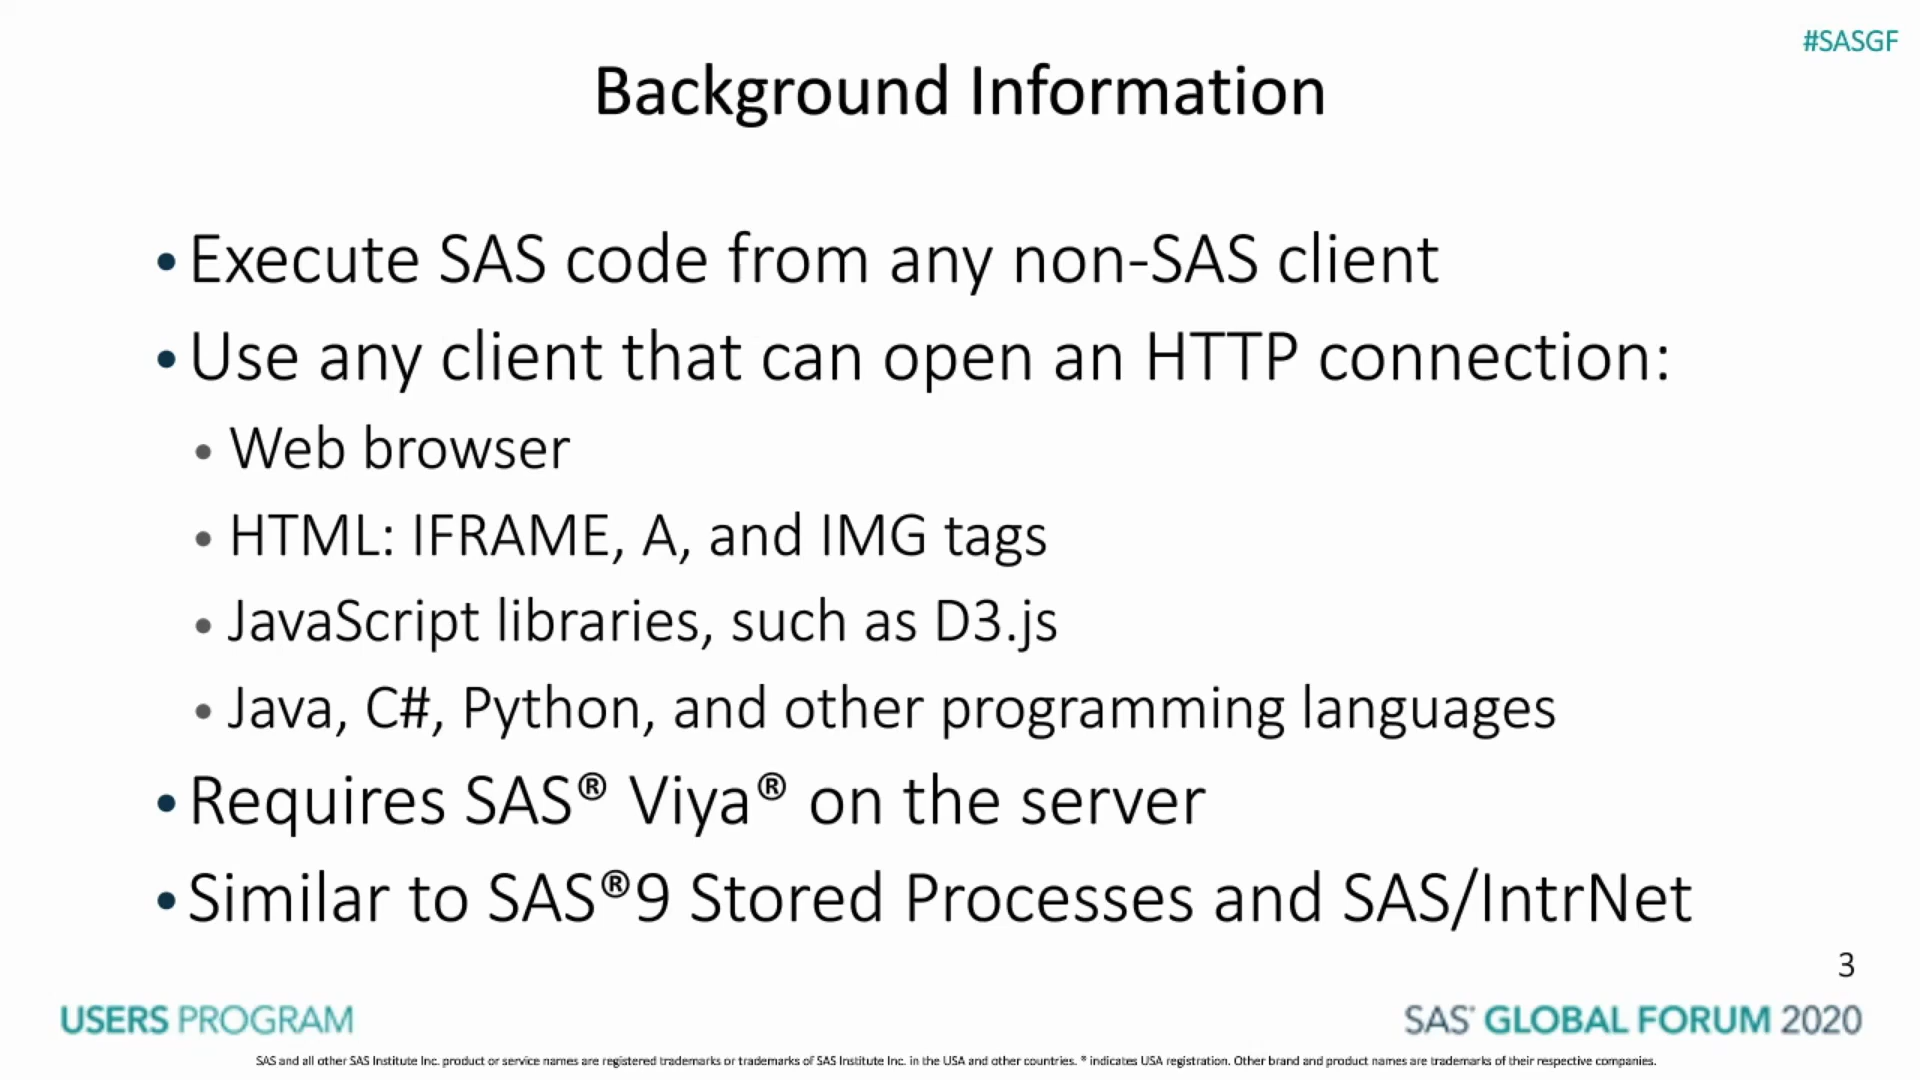 #SASGF
Background Information
• Execute SAS code from any non-SAS client
• Use any client that can open an HTTP connection:
• Web browser
• HTML: IFRAME, A, and IMG tags
• JavaScript libraries, such as D3.js
• Java, C#, Python, and other programming languages
• Requires SAS® Viya® on the server
• Similar to SAS®9 Stored Processes and SAS/IntrNet
3
USERS PROGRAM
SAS® GLOBAL FORUM 2020
SAS and all other SAS Institute Inc. product or service names are registered trademarks or trademarks of SAS Institute Inc. in the USA and other countries. ® indicates USA registration. Other brand and product names are trademarks of their respective companies.